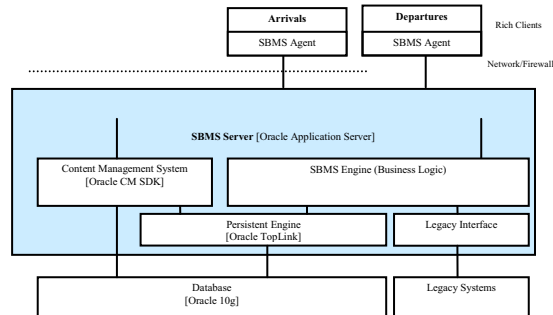 Arrivals
Departures
Rich Clients
SBMS Agent
SBMS Agent
Network/Firewall
SBMS Server [Oracle Application Server]
Content Management System
[Oracle CM SDK]
SBMS Engine (Business Logic)
Persistent Engine
[Oracle TopLink]
Legacy Interface
Database
[Oracle 10g]
Legacy Systems